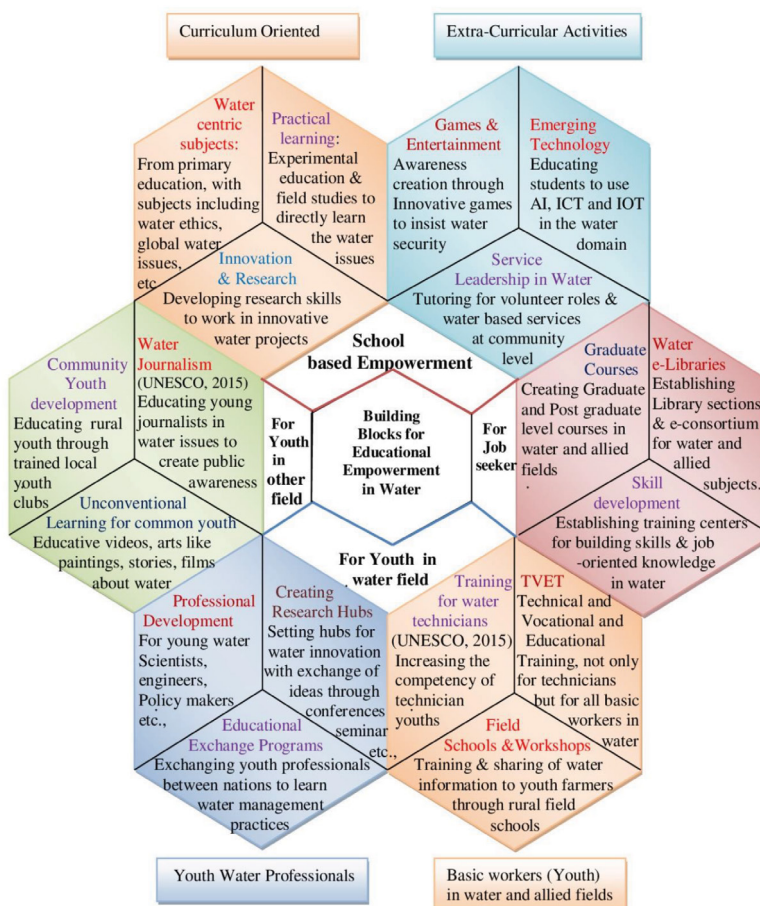 Curriculum Oriented
Extra-Curricular Activities
Water
centric
subjects:
From primary
education, with
subjects including
water ethics,
global water
issues,
etc
Practical
learning:
Experimental
education &
field studies to
directly learn
the water
issues
Innovation
& Research
Developing research skills
to work in innovative
water projects
Games &
Entertainment
Awareness
creation through
Innovative games
to insist water
security
Emerging
Technology
Educating
students to use
AI, ICT and IOT
in the water
domain
Service
Leadership in Water
Tutoring for volunteer roles &
water based services
at community
level
Community
Youth
development
Educating rural
youth through
trained local
youth
clubs
Water
Journalism
(UNESCO, 2015)
Educating young
journalists in
water issues to
create public
awareness
Unconventional
Learning for common youth
Educative videos, arts like
paintings, stories, films
about water
School
based Empowerment
For
Youth
in
other
field
Building
Blocks for
Educational
Empowerment
in Water
For
Job
seeker
For Youth in
water field
Graduate
Courses
Creating Graduate
and Post graduate
level courses in
water and allied
fields
.
Water
e-Libraries
Establishing
Library sections
& e-consortium
for water and
allied
subjects.
Skill
development
Establishing training centers
for building skills & job
-oriented knowledge
in water
Professional
Development
For young water
Scientists,
engineers,
Policy makers
etc.,
Creating
Research Hubs
Setting hubs for
water innovation
with exchange of
ideas through
conferences
seminar
etc.,
Educational
Exchange Programs
Exchanging youth professionals
between nations to learn
water management
practices
Training
for water
technicians
(UNESCO, 2015)
Increasing the
competency of
technician
youths
TVET
Technical and
Vocational and
Educational
Training, not only
for technicians
but for all basic
workers in
water
Field
Schools &Workshops
Training & sharing of water
information to youth farmers
through rural field
schools
Youth Water Professionals
Basic workers (Youth)
in water and allied fields